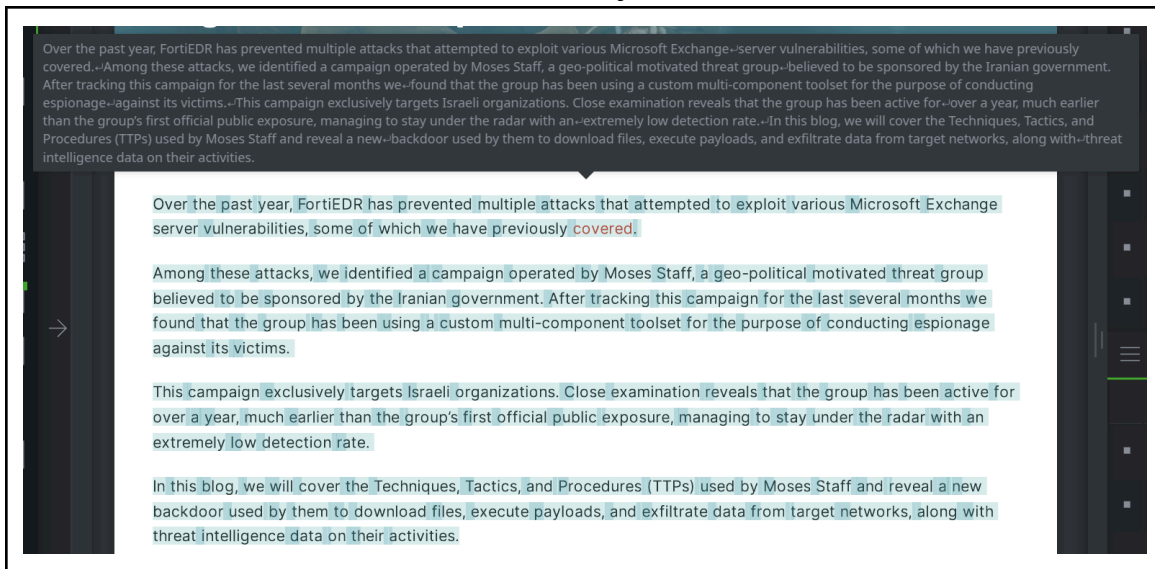 Over the past year, FortiEDR has prevented multiple attacks that attempted to exploit various Microsoft Exchange↵server vulnerabilities, some of which we have previously
covered.↵Among these attacks, we identified a campaign operated by Moses Staff, a geo-political motivated threat group↵believed to be sponsored by the Iranian government.
After tracking this campaign for the last several months we↵found that the group has been using a custom multi-component toolset for the purpose of conducting
espionage↵against its victims.↵This campaign exclusively targets Israeli organizations. Close examination reveals that the group has been active for↵over a year, much earlier
than the group's first official public exposure, managing to stay under the radar with an↵extremely low detection rate.↵In this blog, we will cover the Techniques, Tactics, and
Procedures (TTPs) used by Moses Staff and reveal a new↵backdoor used by them to download files, execute payloads, and exfiltrate data from target networks, along with↵threat
intelligence data on their activities.
Over the past year, FortiEDR has prevented multiple attacks that attempted to exploit various Microsoft Exchange
server vulnerabilities, some of which we have previously covered.
Among these attacks, we identified a campaign operated by Moses Staff, a geo-political motivated threat group
believed to be sponsored by the Iranian government. After tracking this campaign for the last several months we
found that the group has been using a custom multi-component toolset for the purpose of conducting espionage
against its victims.
This campaign exclusively targets Israeli organizations. Close examination reveals that the group has been active for
over a year, much earlier than the group's first official public exposure, managing to stay under the radar with an
extremely low detection rate.
In this blog, we will cover the Techniques, Tactics, and Procedures (TTPs) used by Moses Staff and reveal a new
backdoor used by them to download files, execute payloads, and exfiltrate data from target networks, along with
threat intelligence data on their activities.